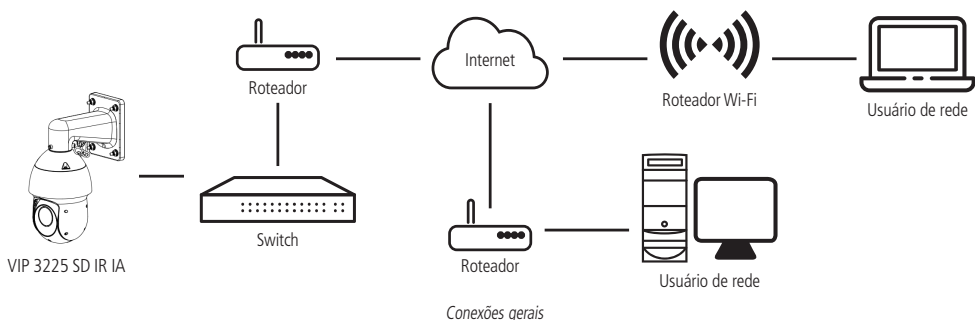 Internet
Roteador
Roteador Wi-Fi
Usuário de rede
Switch
VIP 3225 SD IR IA
Roteador
Usuário de rede
Conexões gerais